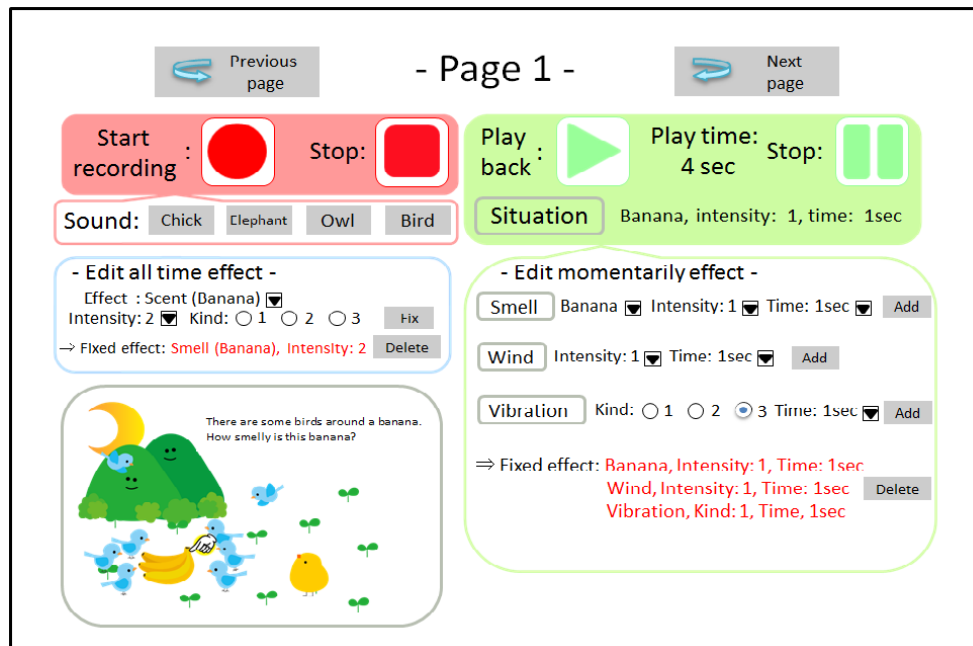 Previous page
- Page 1 -
Next page
Start recording :
Stop:
Play back :
Play time: 4 sec
Stop:
Sound: Chick Elephant Owl Bird
Situation Banana, intensity: 1, time: 1sec
- Edit all time effect -
Effect : Scent (Banana)
Intensity: 2 Kind: 1 2 3 Fix
⇒ Fixed effect: Smell (Banana), Intensity: 2 Delete
There are some birds around a banana.
How smelly is this banana?
- Edit momentarily effect -
Smell Banana Intensity: 1 Time: 1sec Add
Wind Intensity: 1 Time: 1sec Add
Vibration Kind: 1 2 3 Time: 1sec Add
⇒ Fixed effect: Banana, Intensity: 1, Time: 1sec
Wind, Intensity: 1, Time: 1sec Delete
Vibration, Kind: 1, Time, 1sec